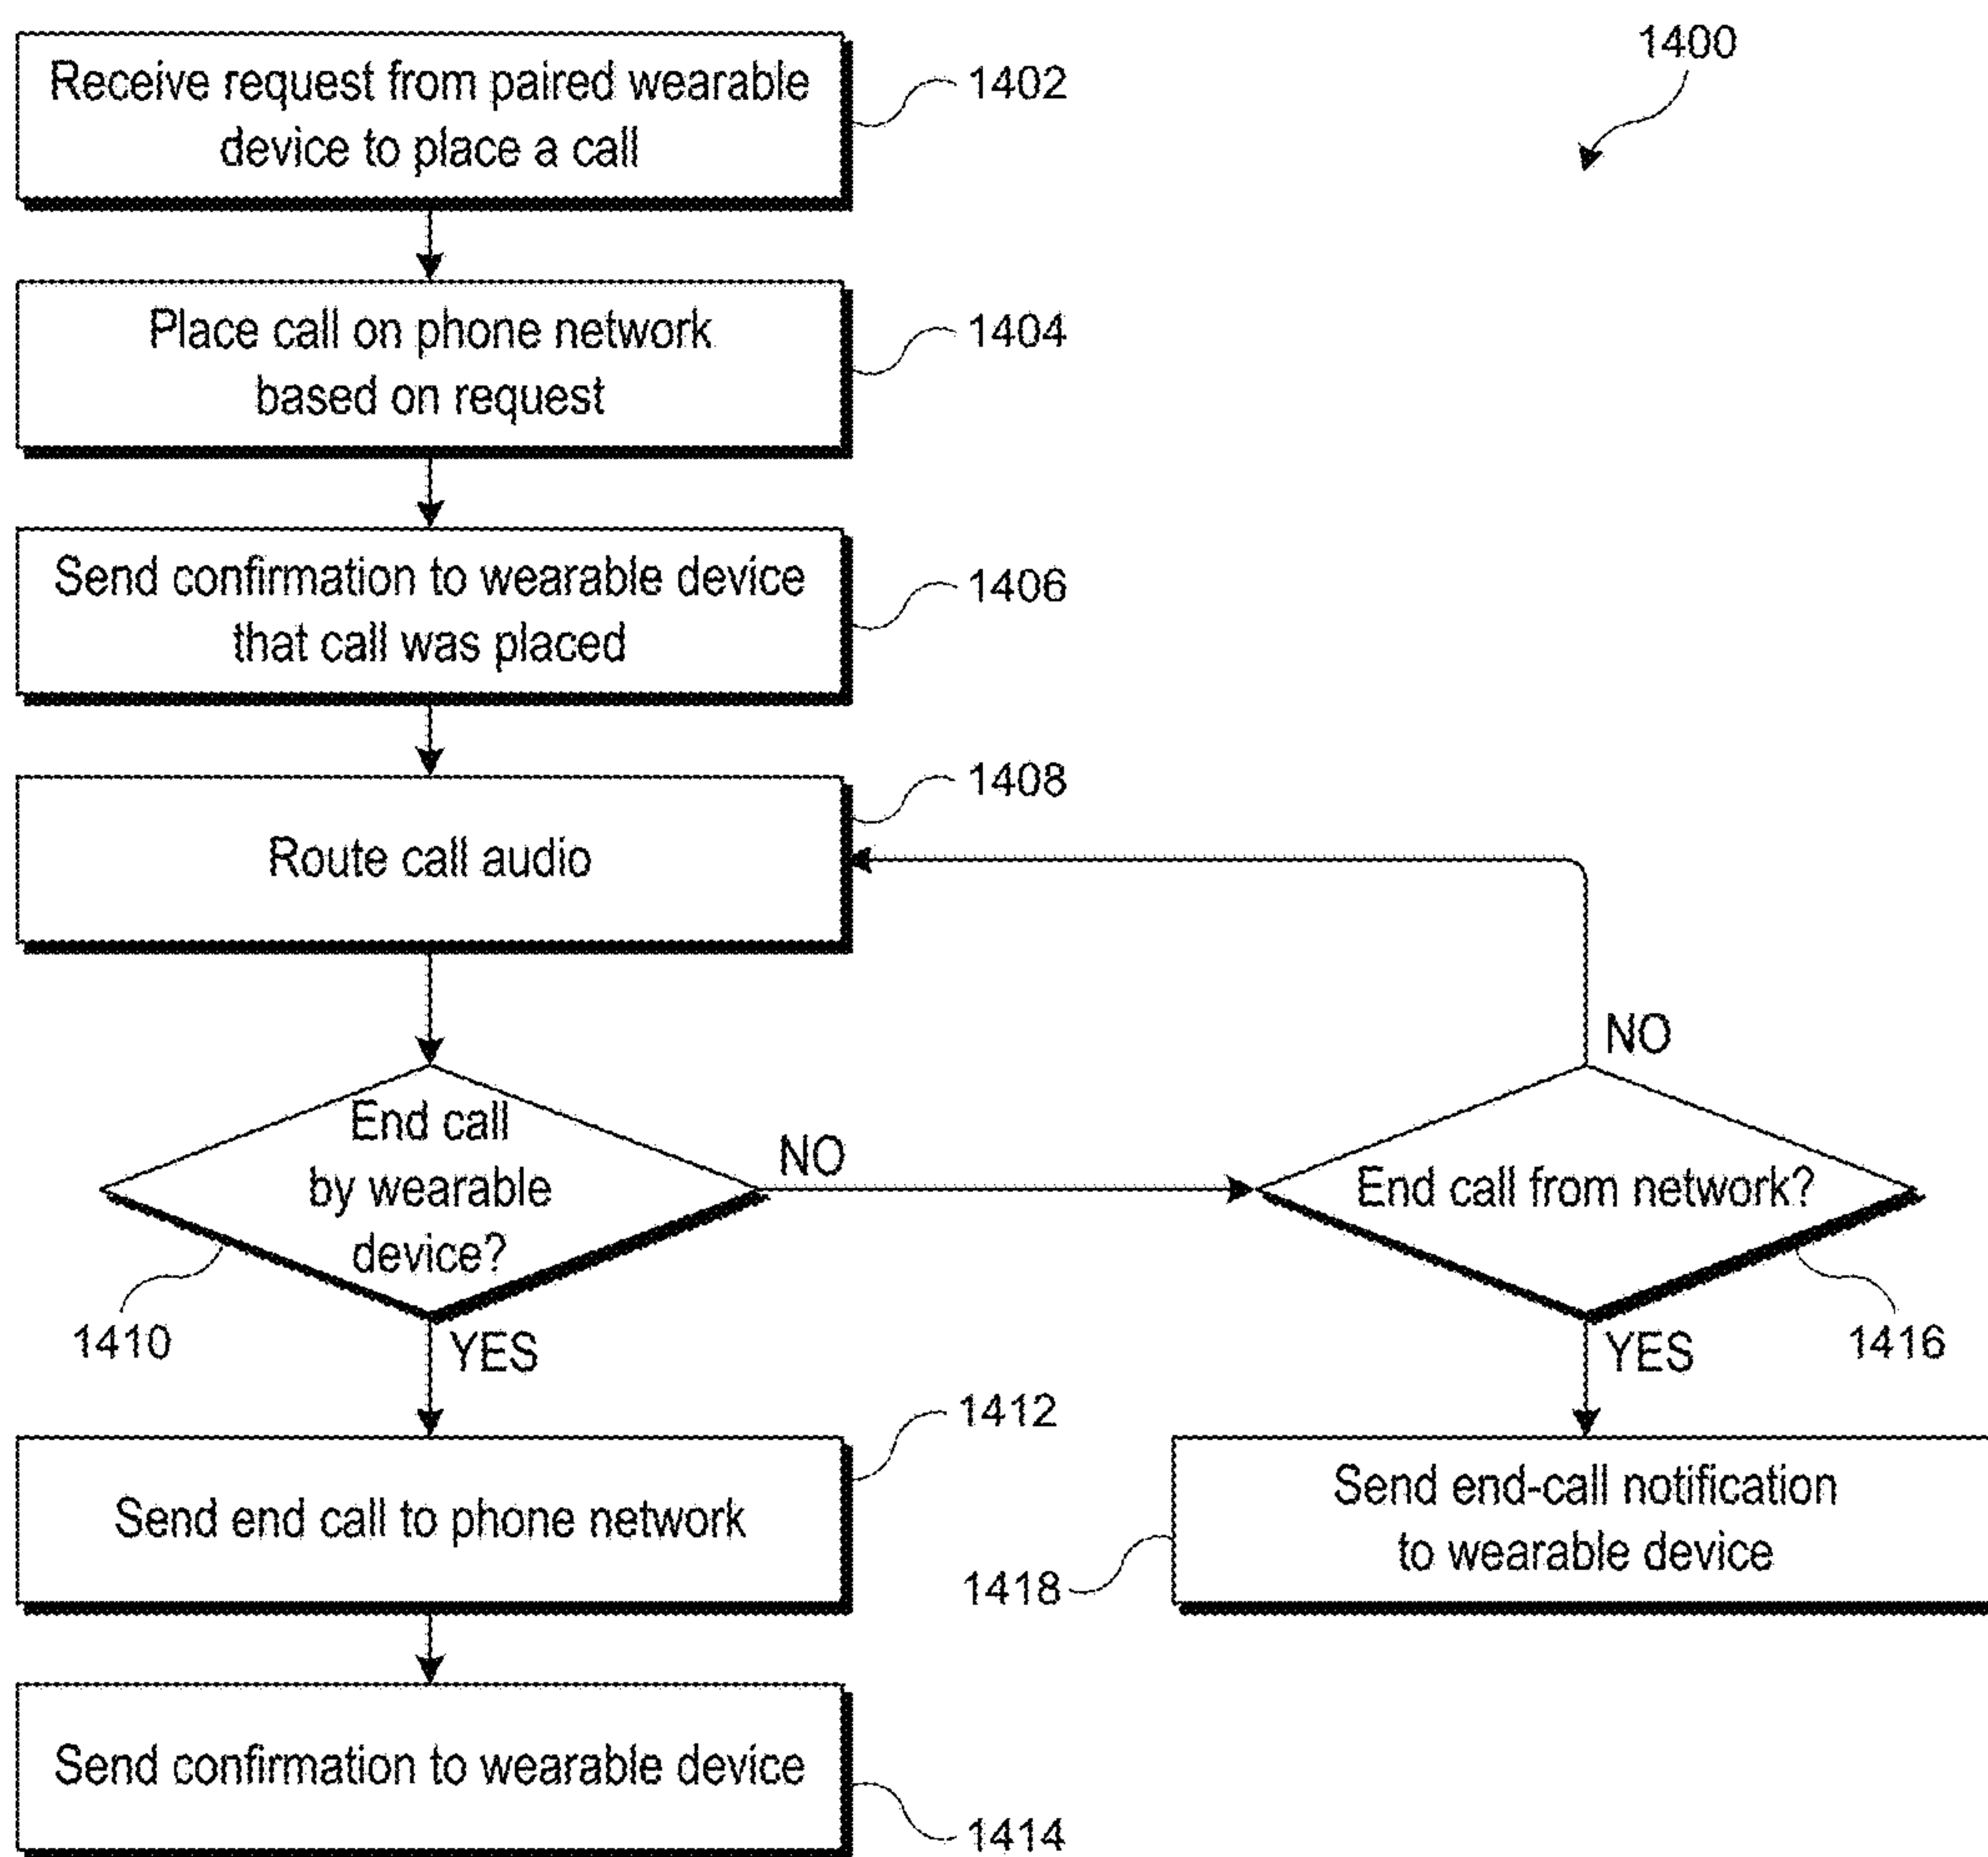 1400
Receive request from paired wearable
device to place a call
1402
Place call on phone network
based on request
1404
Send confirmation to wearable device
that call was placed
1406
Route call audio
1408
End call
by wearable
device?
1410
NO
YES
End call from network?
1416
NO
YES
Send end call to phone network
1412
Send end-call notification
to wearable device
1418
Send confirmation to wearable device
1414